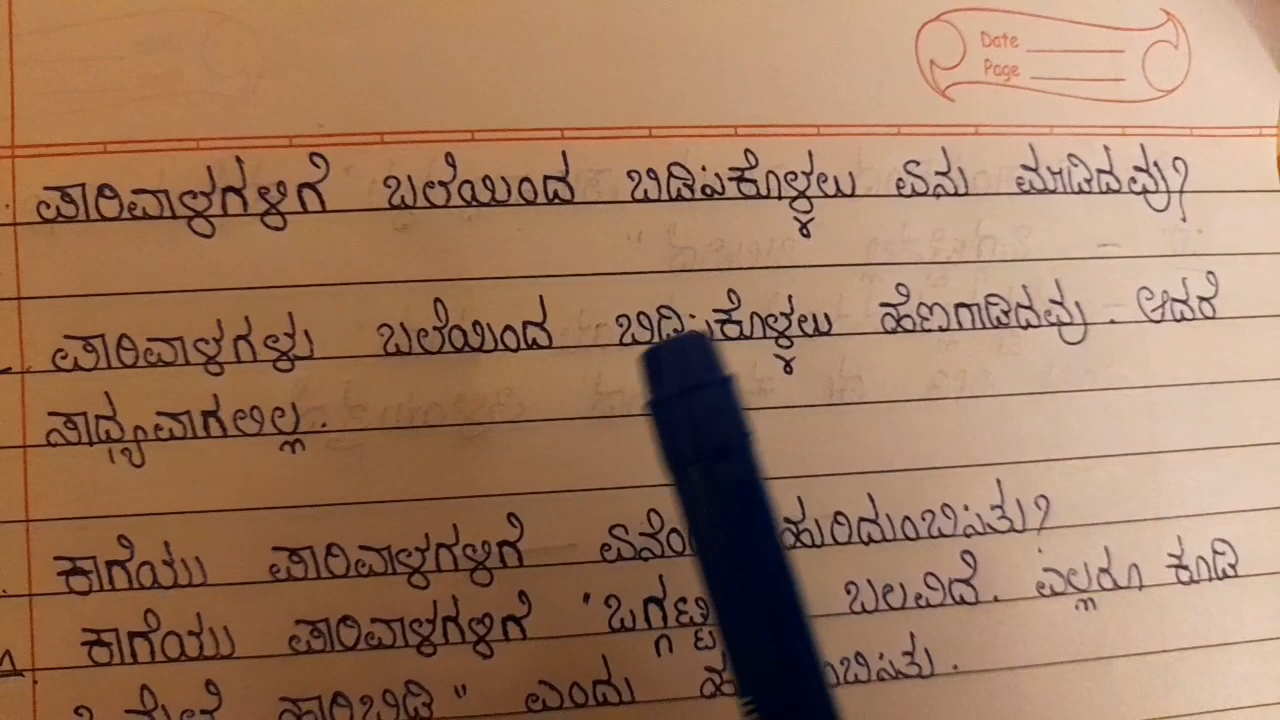 Date
Page
ಪಾರಿವಾಳಗಳಿಗೆ ಬಲೆಯಿಂದ ಬಿಡಿಸಿಕೊಳ್ಳಲು ಏನು ಮಾಡಿದವು?
ಪಾರಿವಾಳಗಳು ಬಲೆಯಿಂದ ಬಿಡಿಸಿಕೊಳ್ಳಲು ಹೆಣಗಾಡಿದವು. ಆದರೆ
ಸಾಧ್ಯವಾಗಲಿಲ್ಲ.
ಕಾಗೆಯು ಪಾರಿವಾಳಗಳಿಗೆ ಹುರಿದುಂಬಿಸಿತು?
ಕಾಗೆಯು ಪಾರಿವಾಳಗಳಿಗೆ "ಒಗ್ಗಟ್ಟಿ ಬಲವಿದೆ. ಎಲ್ಲರೂ ಕೂಡಿ
ಹಾರಿಬಿಡಿ" ಎಂದು